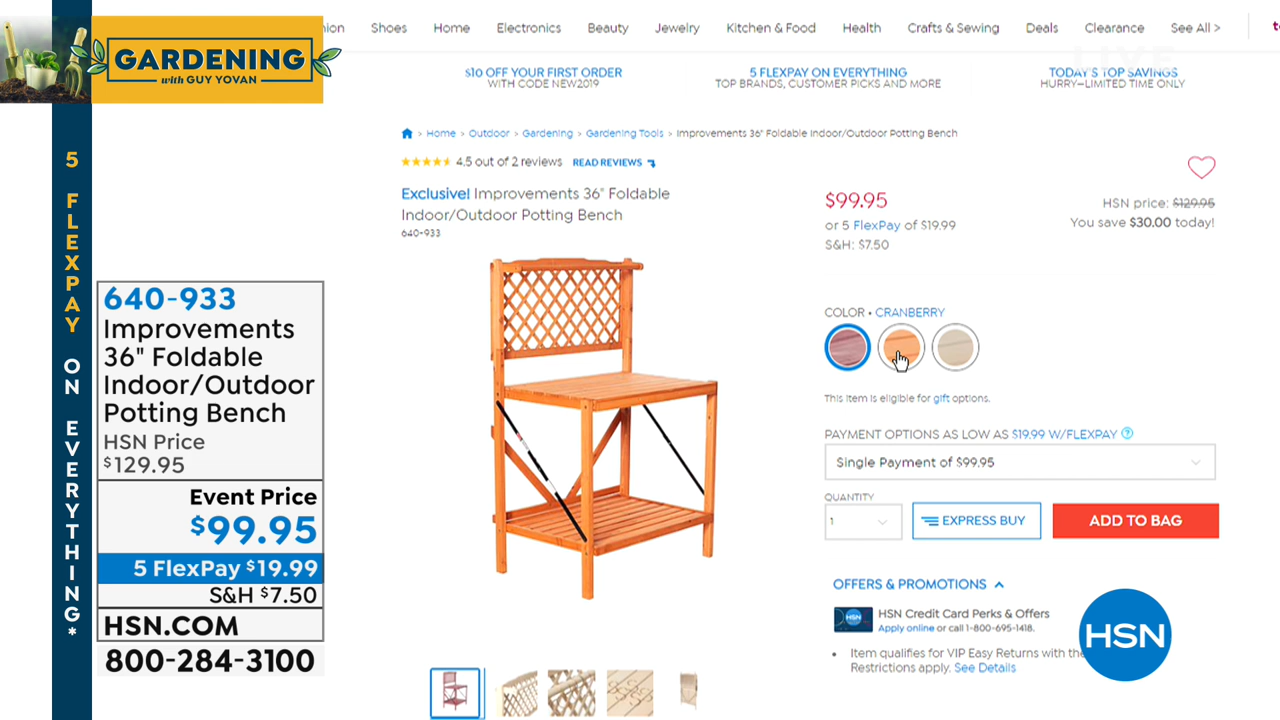 GARDENING
with GUY YOVAN
5 FLEXPAY ON EVERYTHING*
640-933
Improvements
36" Foldable
Indoor/Outdoor
Potting Bench
HSN Price
$129.95
Event Price
$99.95
5 FlexPay $19.99
S&H $7.50
HSN.COM
800-284-3100
nion Shoes Home Electronics Beauty Jewelry Kitchen & Food Health Crafts & Sewing Deals Clearance See All >
LIVE
$10 OFF YOUR FIRST ORDER
WITH CODE NEW2019
5 FLEXPAY ON EVERYTHING
TOP BRANDS, CUSTOMER PICKS AND MORE
TODAY'S TOP SAVINGS
HURRY—LIMITED TIME ONLY
> Home > Outdoor > Gardening > Gardening Tools > Improvements 36" Foldable Indoor/Outdoor Potting Bench
4.5 out of 2 reviews READ REVIEWS
Exclusive! Improvements 36" Foldable
Indoor/Outdoor Potting Bench
640-933
$99.95
or 5 FlexPay of $19.99
S&H: $7.50
HSN price: $129.95
You save $30.00 today!
COLOR • CRANBERRY
This item is eligible for gift options.
PAYMENT OPTIONS AS LOW AS $19.99 W/FLEXPAY ?
Single Payment of $99.95
QUANTITY
1
EXPRESS BUY
ADD TO BAG
OFFERS & PROMOTIONS
HSN Credit Card Perks & Offers
Apply online or call 1-800-695-1418.
• Item qualifies for VIP Easy Returns with the
Restrictions apply. See Details
HSN